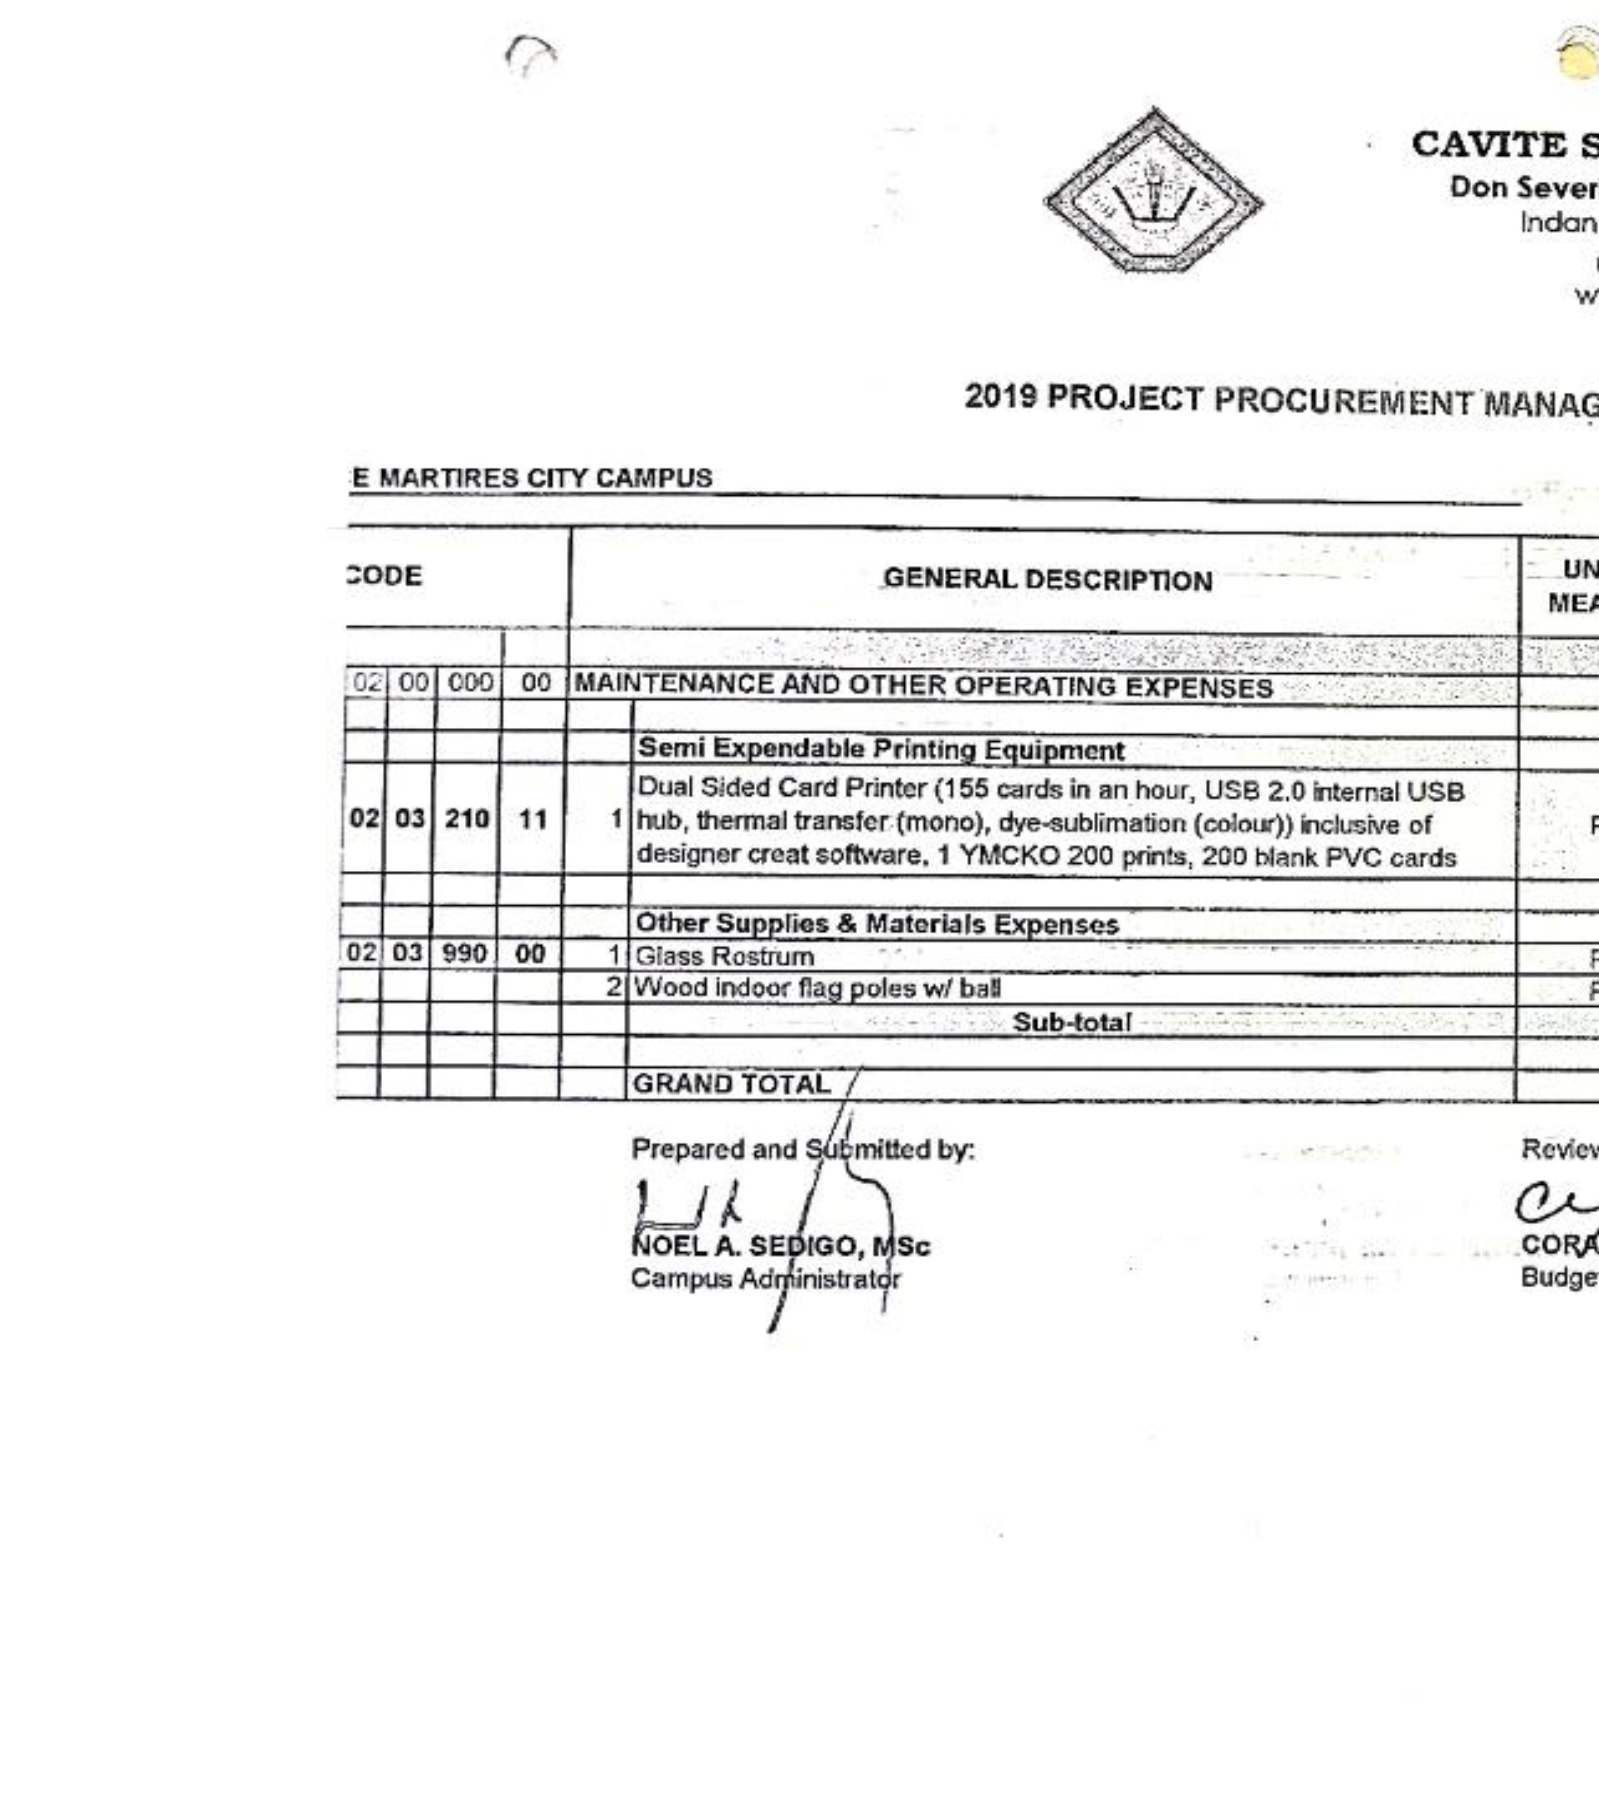 CAVITE S
Don Sever
Indan
w
2019 PROJECT PROCUREMENT MANAG
E MARTIRES CITY CAMPUS
CODE
GENERAL DESCRIPTION
UN
MEA
02 00 000 00 MAINTENANCE AND OTHER OPERATING EXPENSES
Semi Expendable Printing Equipment
Dual Sided Card Printer (155 cards in an hour, USB 2.0 internal USB
02 03 210 11 1 hub, thermal transfer (mono), dye-sublimation (colour)) inclusive of
designer creat software, 1 YMCKO 200 prints, 200 blank PVC cards
Other Supplies & Materials Expenses
02 03 990 00 1 Glass Rostrum
2 Wood indoor flag poles w/ ball
Sub-total
GRAND TOTAL
Prepared and Submitted by:
Review
NOEL A. SEDIGO, MSc
CORA
Campus Administrator
Budge